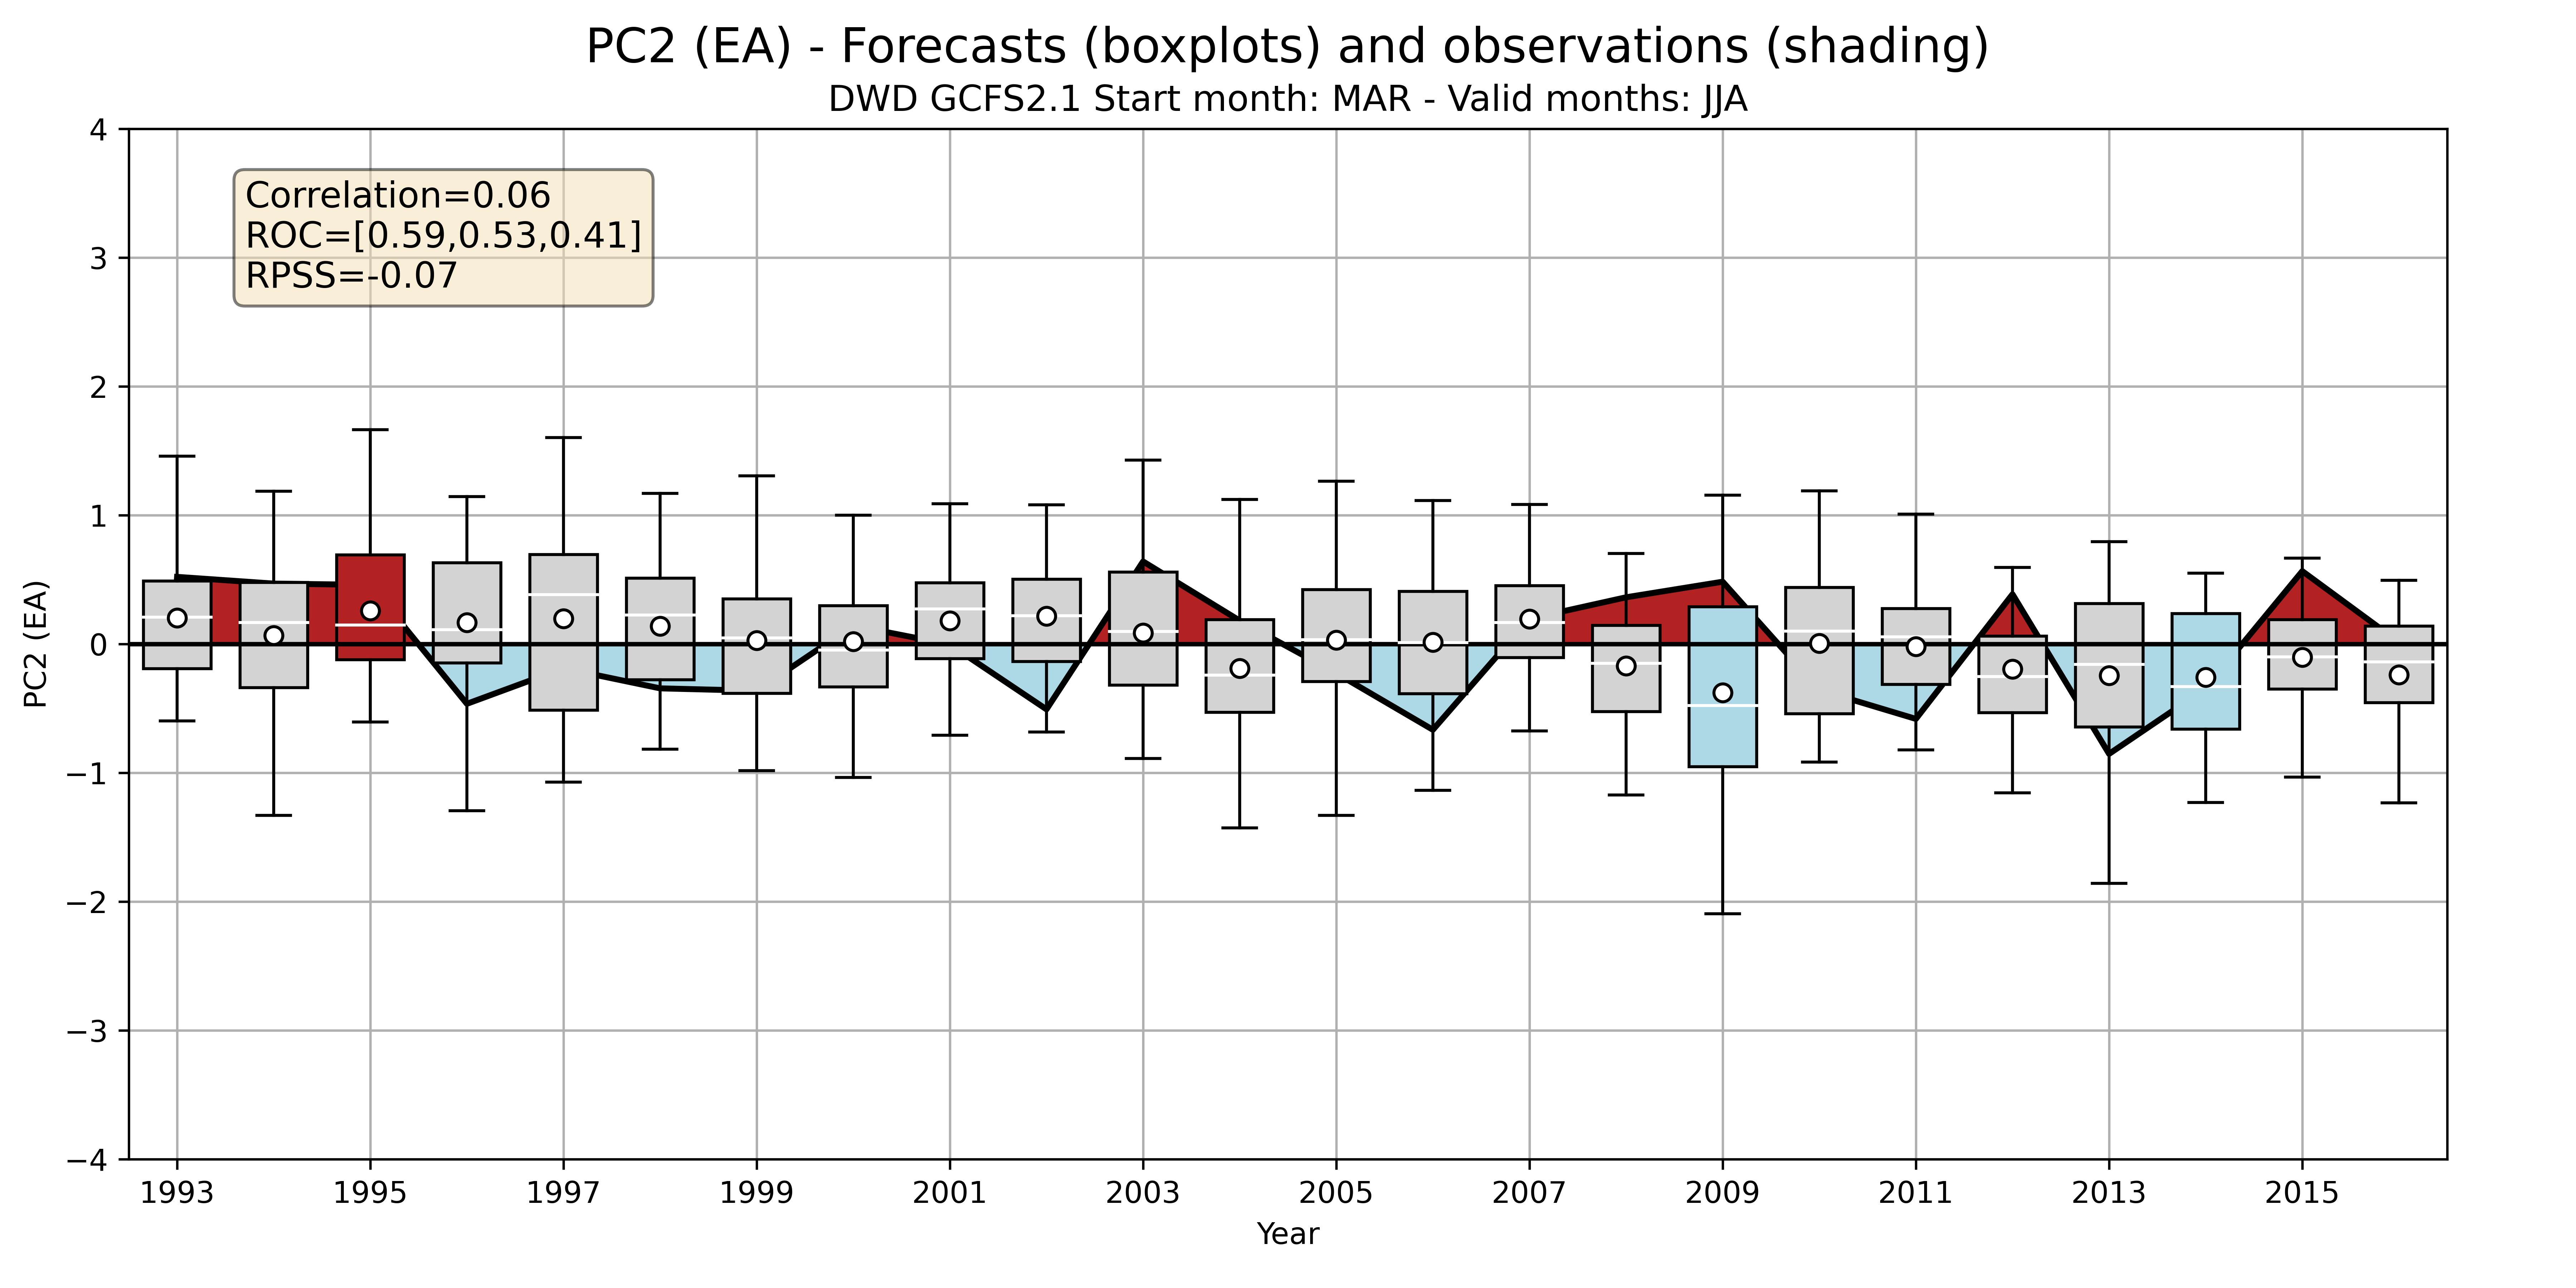 PC2 (EA) - Forecasts (boxplots) and observations (shading)
DWD GCFS2.1 Start month: MAR - Valid months: JJA
Correlation=0.06
ROC=[0.59,0.53,0.41]
RPSS=-0.07
PC2 (EA)
4
3
2
1
0
−1
−2
−3
−4
1993 1995 1997 1999 2001 2003 2005 2007 2009 2011 2013 2015
Year